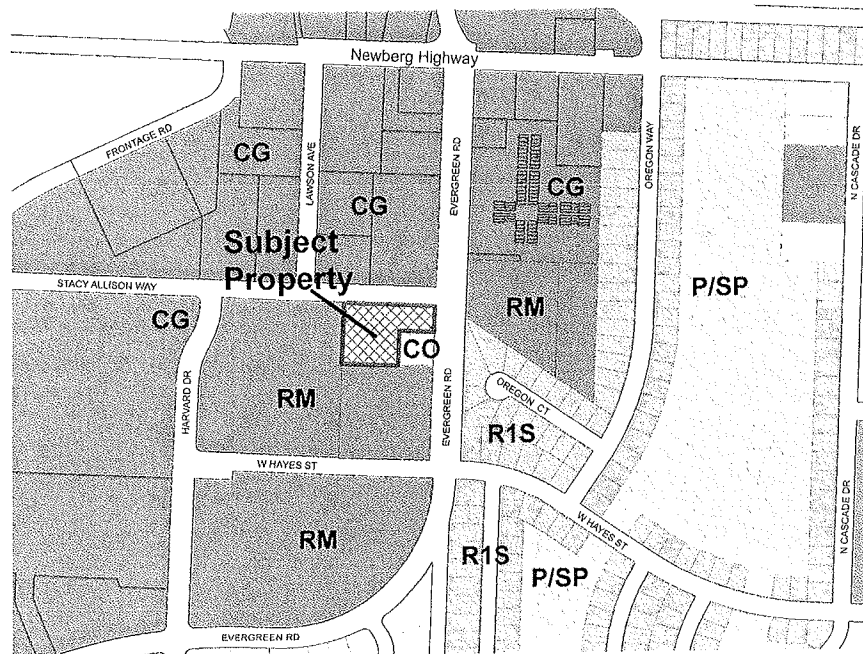 Newberg Highway
FRONTAGE RD
LAWSON AVE
EVERGREEN RD
OREGON WAY
N CASCADE DR
CG
CG
CG
Subject
Property
STACY ALLISON WAY
CG
RM
P/SP
CO
HARVARD DR
RM
EVERGREEN RD
OREGON CT
R1S
W HAYES ST
N CASCADE DR
W HAYES ST
RM
R1S
P/SP
EVERGREEN RD